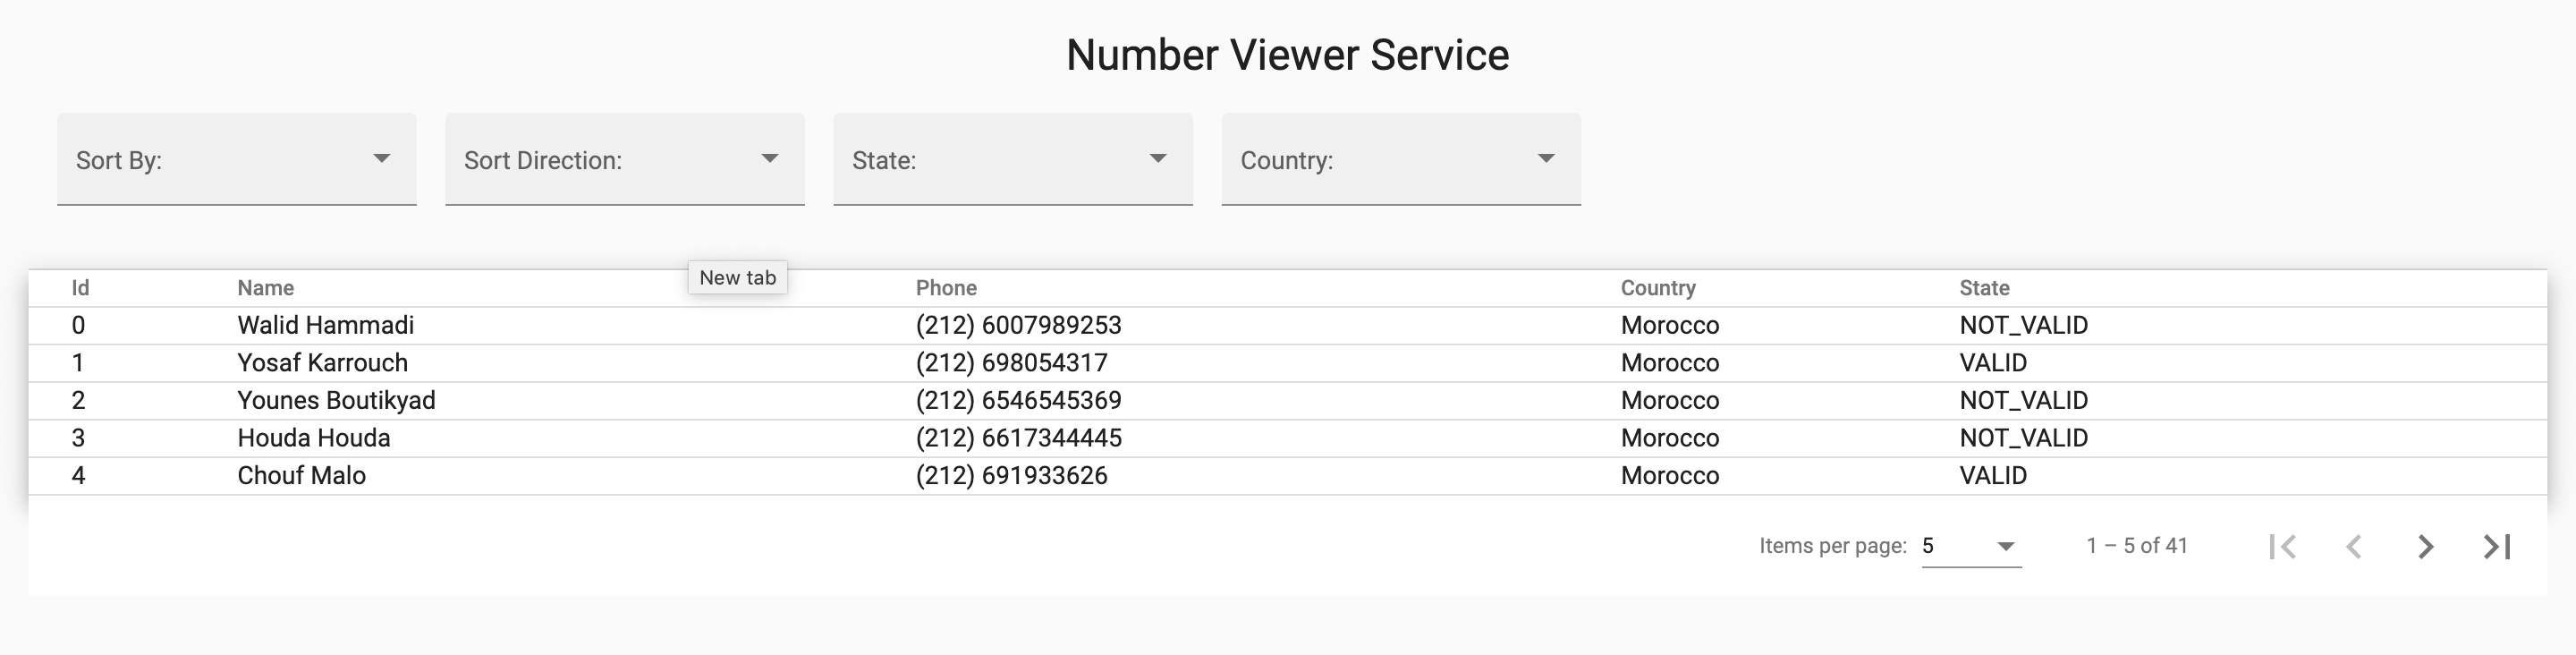 Number Viewer Service
Sort By: Sort Direction: State: Country:
New tab
Id Name Phone Country State
0 Walid Hammadi (212) 6007989253 Morocco NOT_VALID
1 Yosaf Karrouch (212) 698054317 Morocco VALID
2 Younes Boutikyad (212) 6546545369 Morocco NOT_VALID
3 Houda Houda (212) 6617344445 Morocco NOT_VALID
4 Chouf Malo (212) 691933626 Morocco VALID
Items per page: 5 1 – 5 of 41